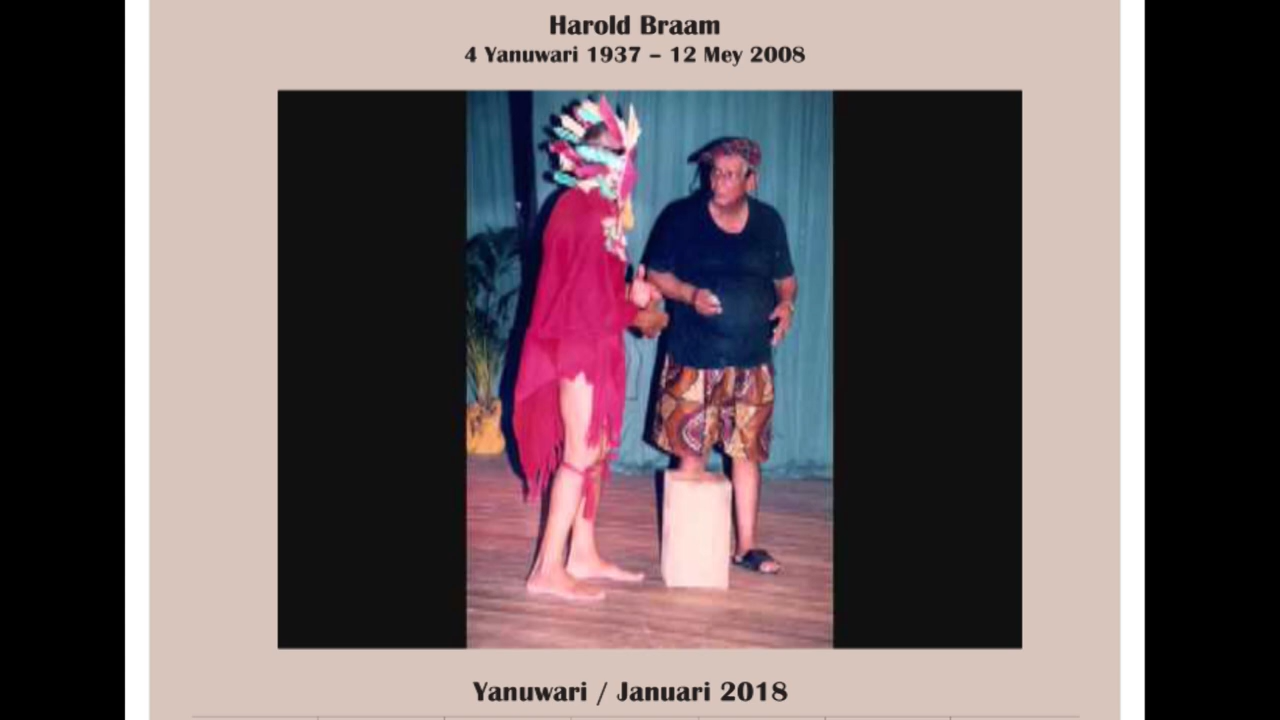 Harold Braam
4 Yanuwari 1937 – 12 Mey 2008
Yanuwari / Januari 2018